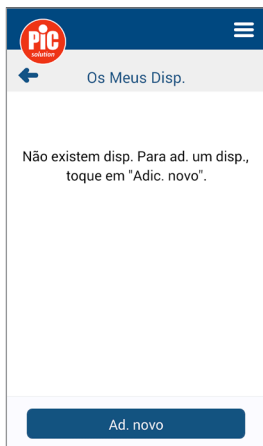 PiC
solution
Os Meus Disp.
Não existem disp. Para ad. um disp.,
toque em "Adic. novo".
Ad. novo